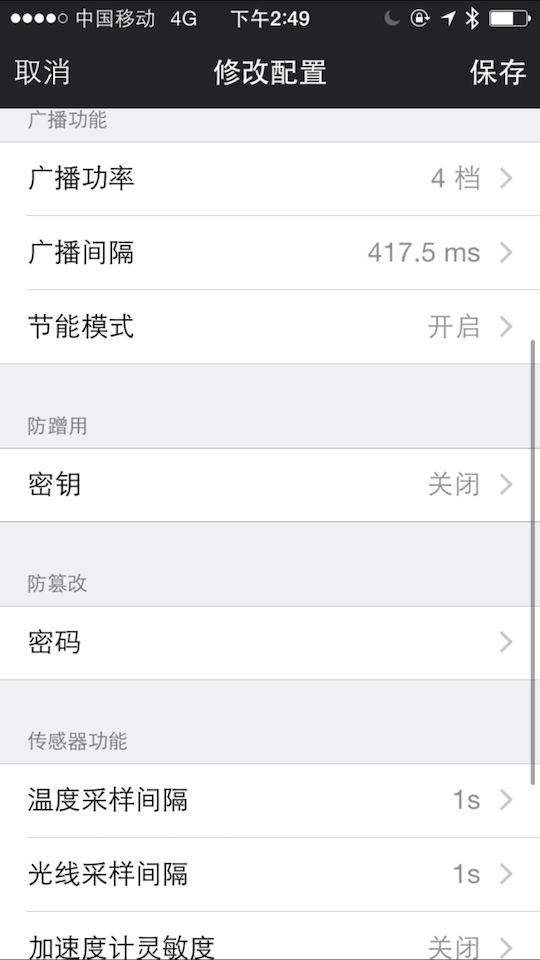 中国移动 4G 下午2:49
取消 修改配置 保存
广播功能
广播功率 4 档
广播间隔 417.5 ms
节能模式 开启
防蹭用
密钥 关闭
防篡改
密码
传感器功能
温度采样间隔 1s
光线采样间隔 1s
加速度计灵敏度 关闭